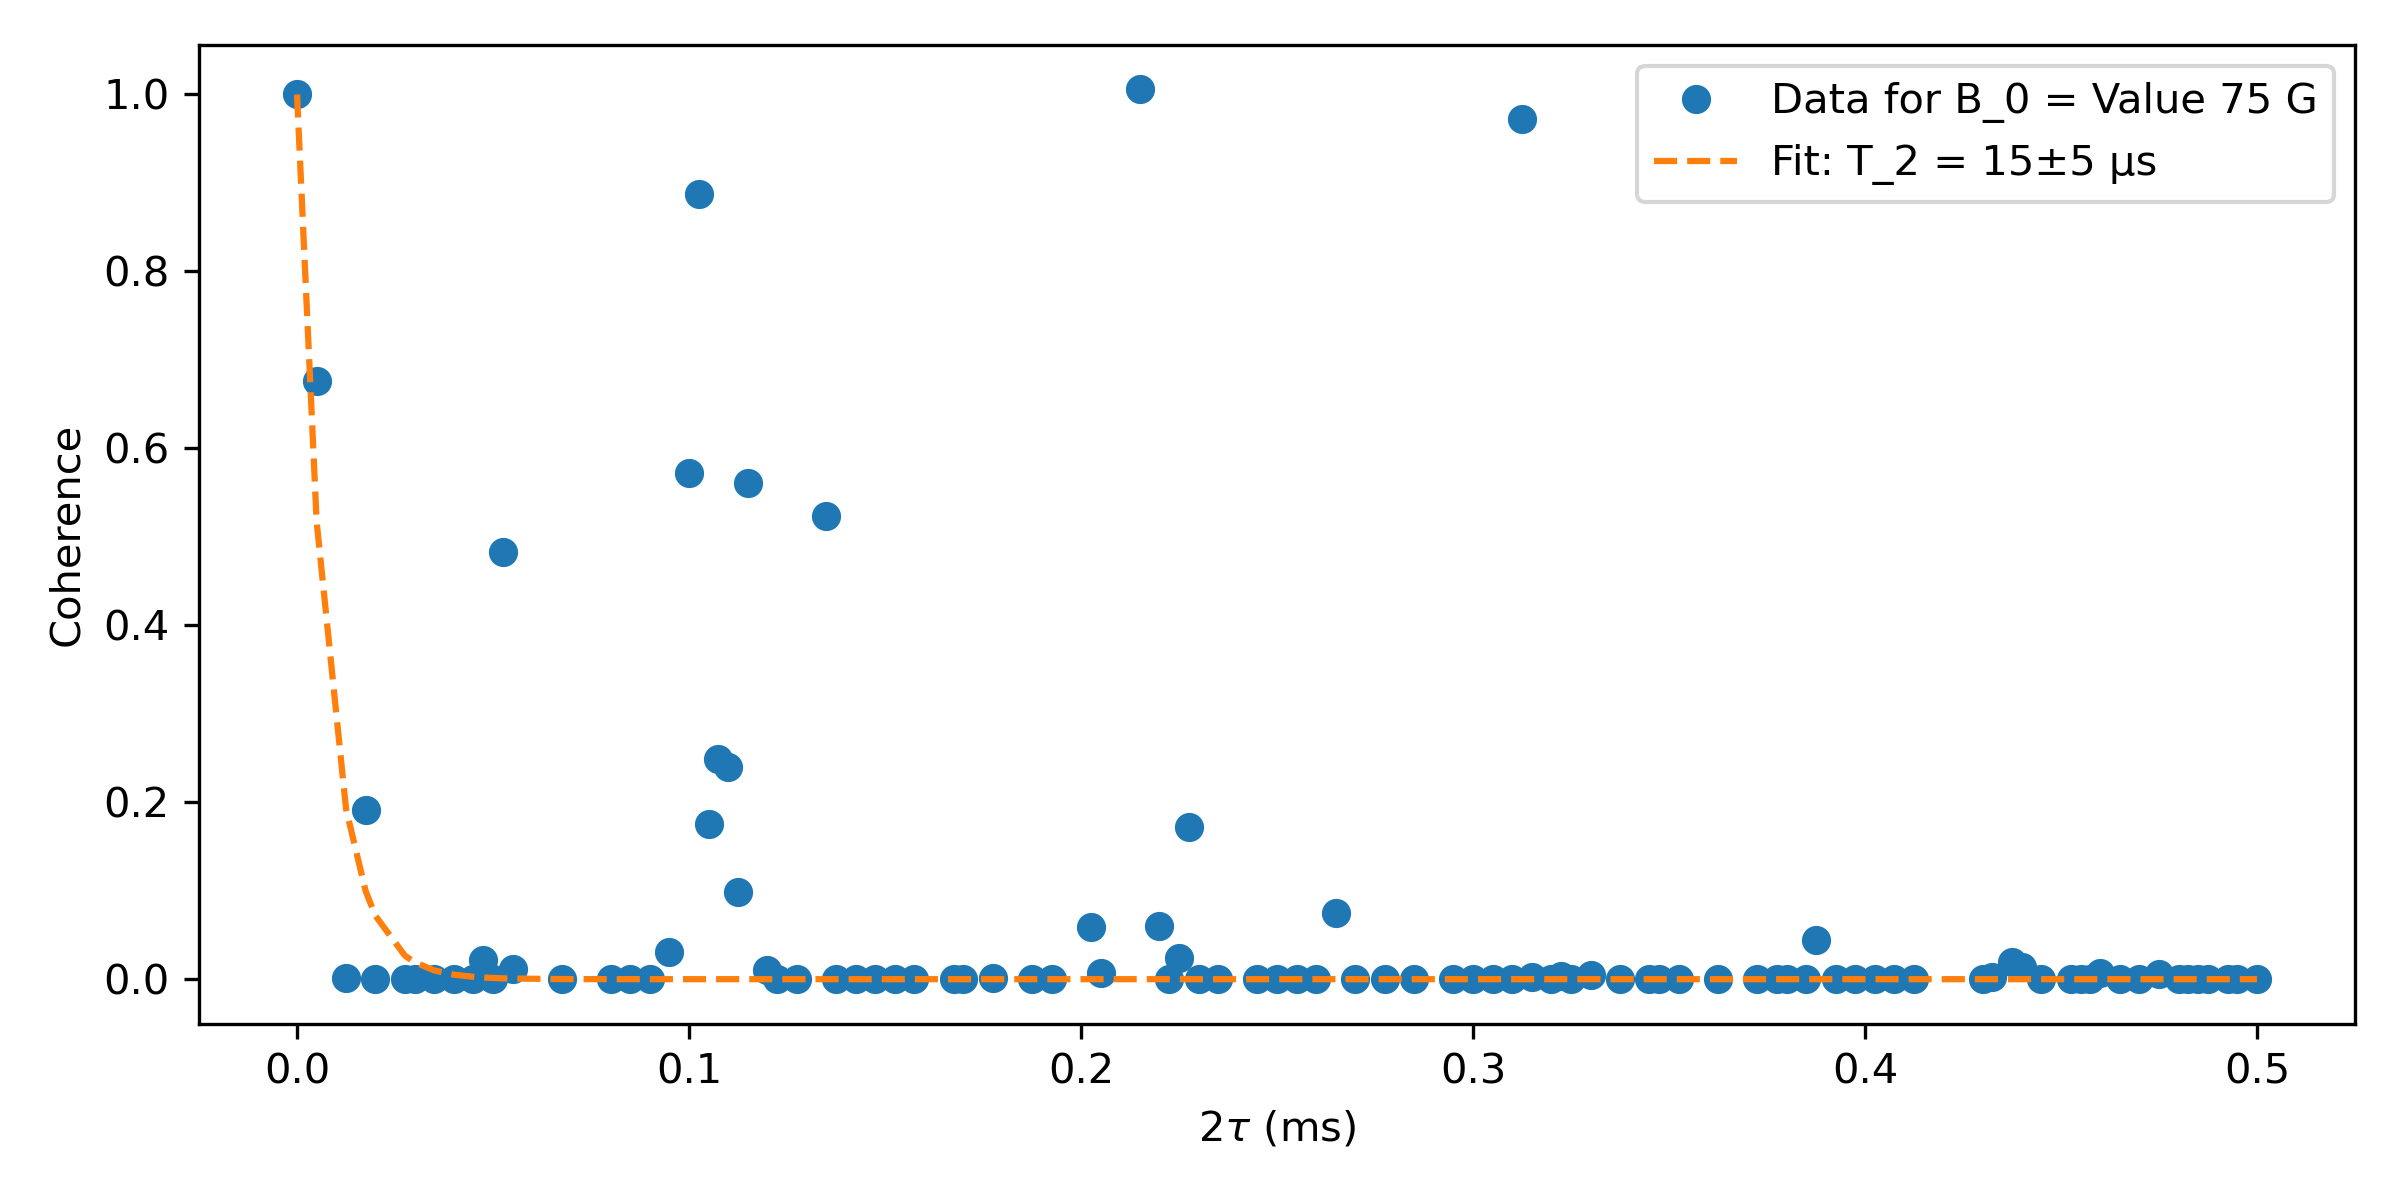 1.0
0.8
0.6
0.4
0.2
0.0
Coherence
Data for B_0 = Value 75 G
Fit: T_2 = 15±5 μs
0.0 0.1 0.2 0.3 0.4 0.5
2τ (ms)